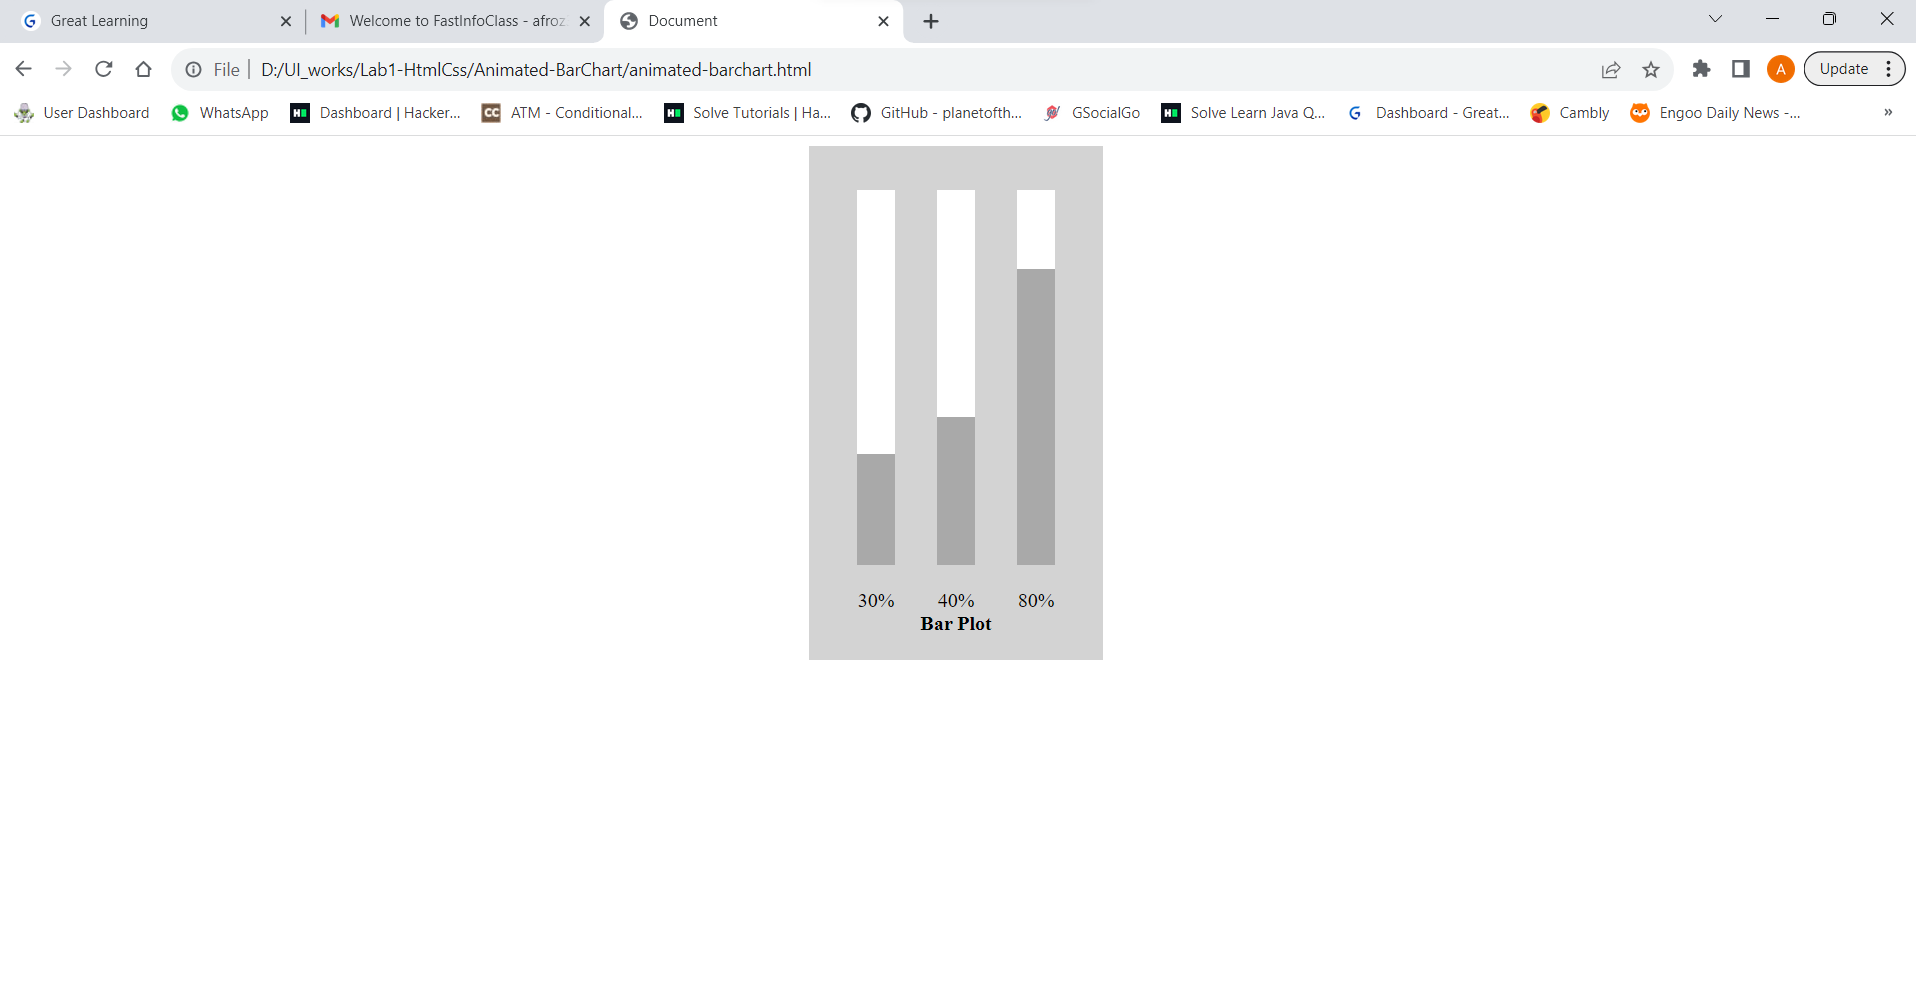 Great Learning
Welcome to FastInfoClass - afroz
Document
File
D:/UI_works/Lab1-HtmlCss/Animated-BarChart/animated-barchart.html
A
Update
User Dashboard
WhatsApp
Dashboard | Hacker...
CC
ATM - Conditional...
Solve Tutorials | Ha...
GitHub - planetofth...
GSocialGo
Solve Learn Java Q...
Dashboard - Great...
Cambly
Engoo Daily News -...
»
30% 40% 80%
Bar Plot